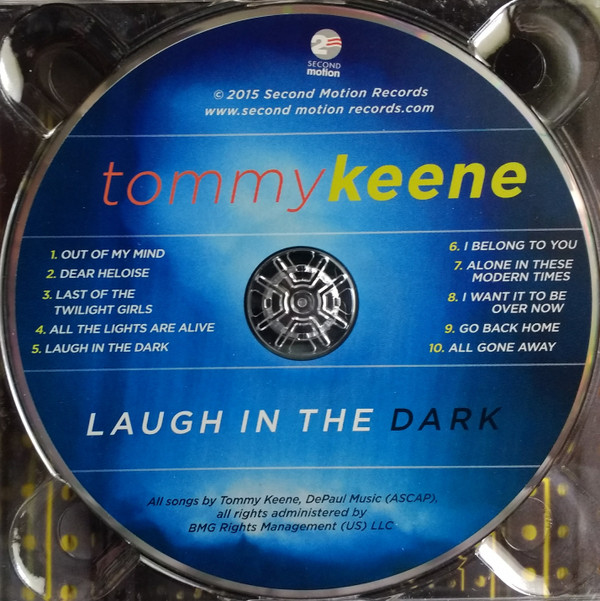 2
SECOND
motion
© 2015 Second Motion Records
www.second motion records.com
tommykeene
1. OUT OF MY MIND
2. DEAR HELOISE
3. LAST OF THE
TWILIGHT GIRLS
4. ALL THE LIGHTS ARE ALIVE
5. LAUGH IN THE DARK
6. I BELONG TO YOU
7. ALONE IN THESE
MODERN TIMES
8. I WANT IT TO BE
OVER NOW
9. GO BACK HOME
10. ALL GONE AWAY
LAUGH IN THE DARK
All songs by Tommy Keene, DePaul Music (ASCAP),
all rights administered by
BMG Rights Management (US) LLC